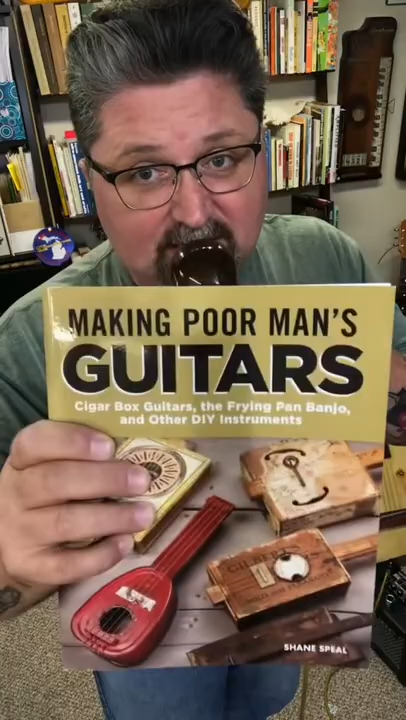 MAKING POOR MAN'S
GUITARS
Cigar Box Guitars, the Frying Pan Banjo,
and Other DIY Instruments
SHANE SPEAL